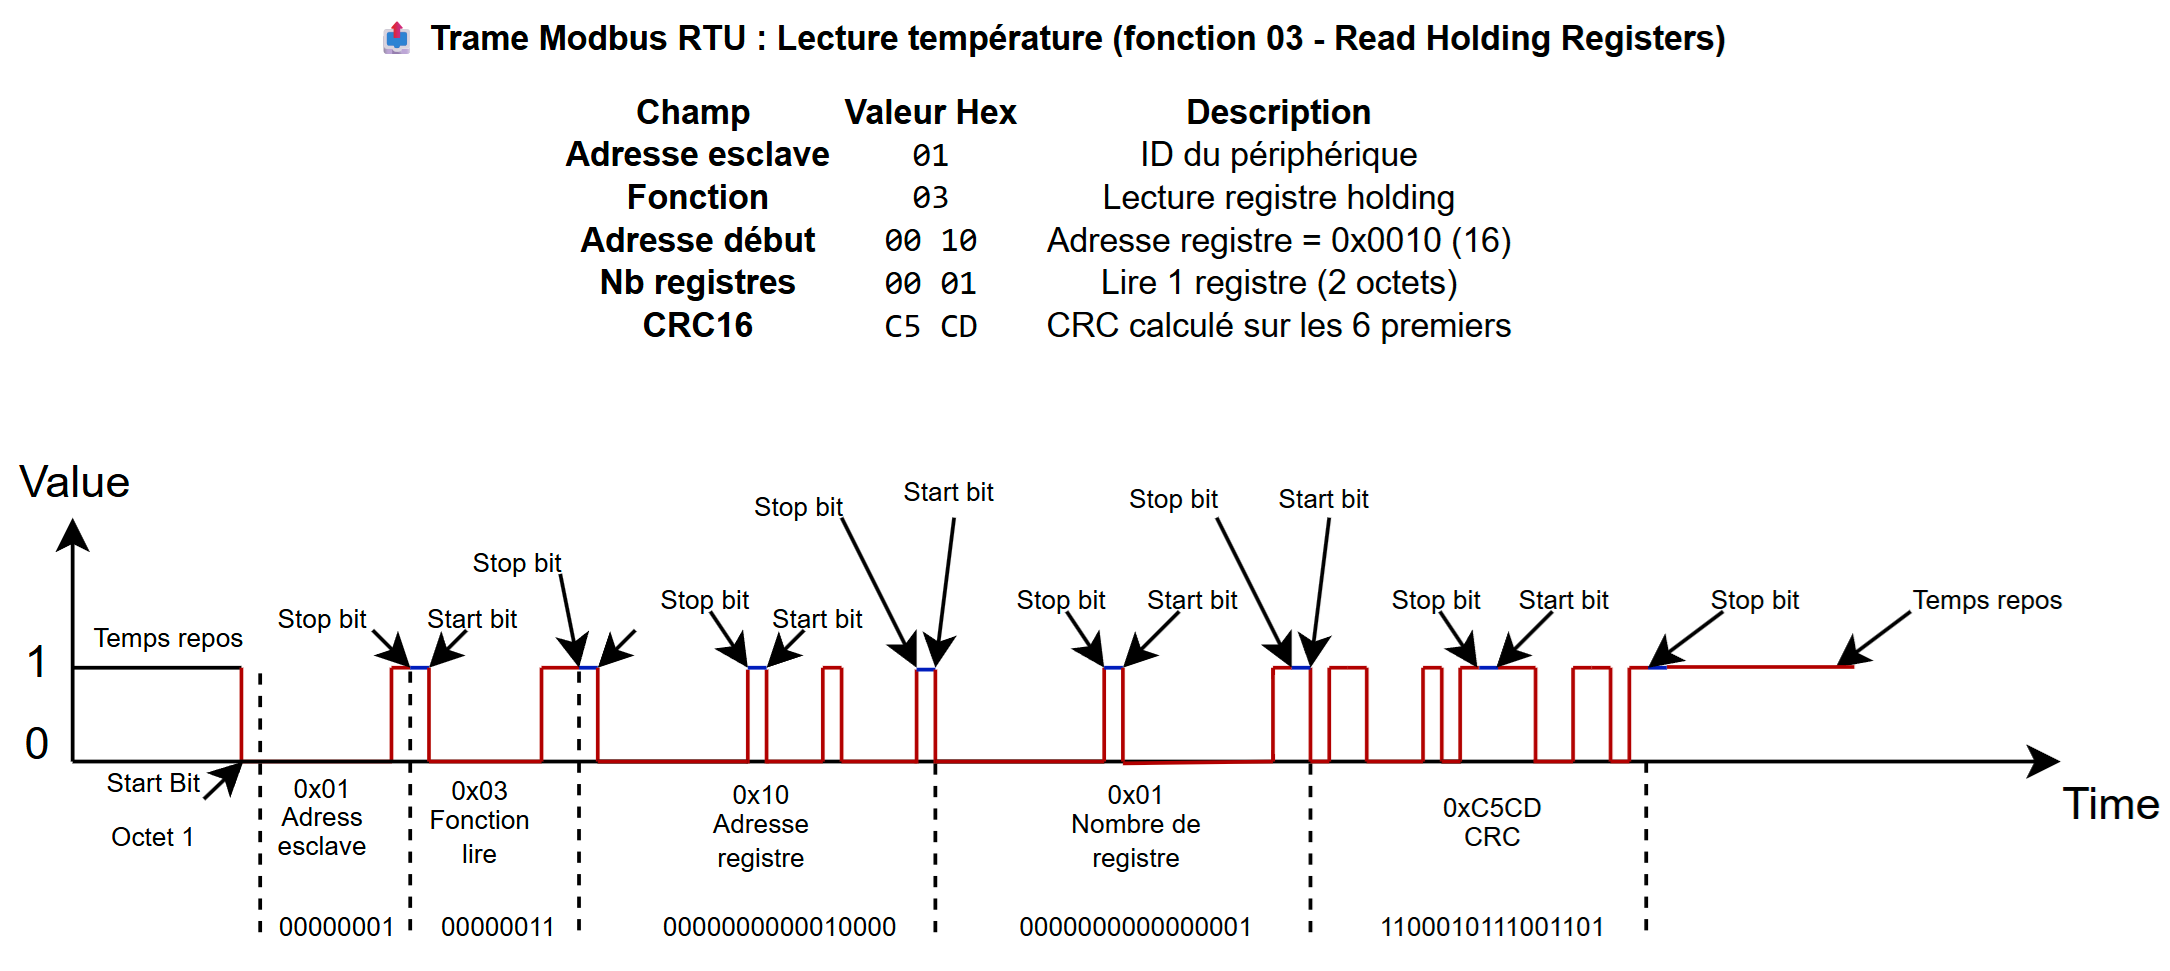 Trame Modbus RTU : Lecture température (fonction 03 - Read Holding Registers)
Champ Valeur Hex Description
Adresse esclave 01 ID du périphérique
Fonction 03 Lecture registre holding
Adresse début 00 10 Adresse registre = 0x0010 (16)
Nb registres 00 01 Lire 1 registre (2 octets)
CRC16 C5 CD CRC calculé sur les 6 premiers
Value
Start bit
Stop bit
Stop bit
Start bit
Stop bit
Stop bit
Start bit
Stop bit
Start bit
Stop bit
Start bit
Stop bit
Start bit
Stop bit
Start bit
Stop bit
Temps repos
Temps repos
1
0
Start Bit
Octet 1
0x01
Adress
esclave
0x03
Fonction
lire
0x10
Adresse
registre
0x01
Nombre de
registre
0xC5CD
CRC
Time
00000001
00000011
0000000000010000
0000000000000001
1100010111001101